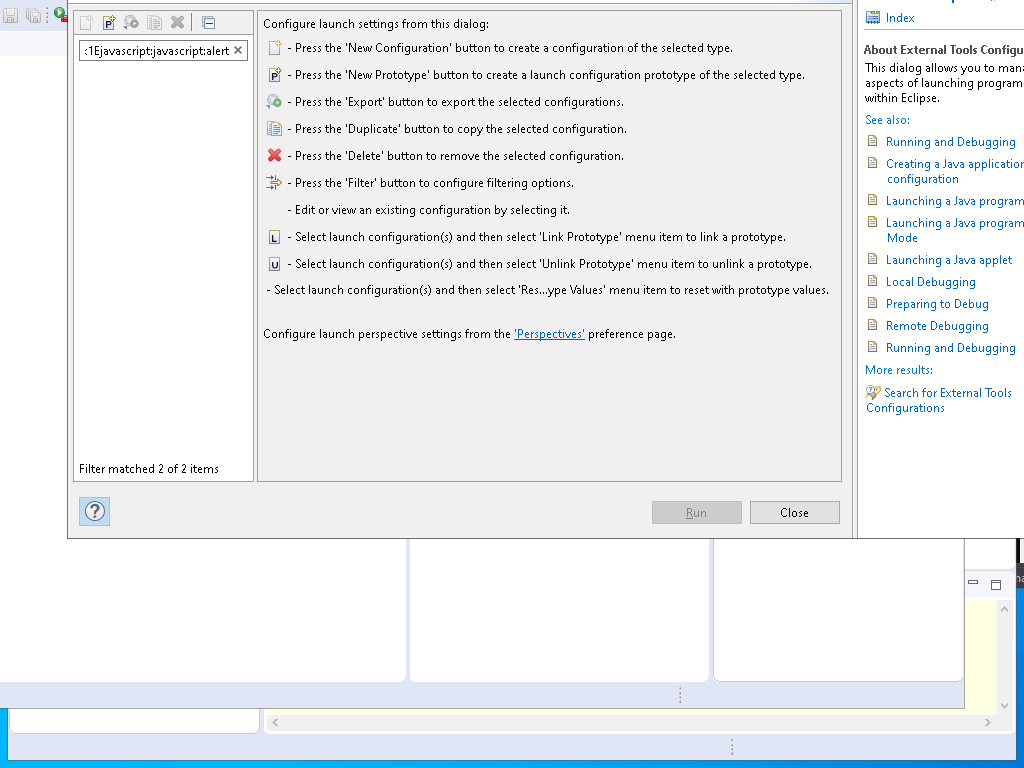 :1Ejavascript:javascript:alert
Filter matched 2 of 2 items
Configure launch settings from this dialog:
- Press the 'New Configuration' button to create a configuration of the selected type.
P - Press the 'New Prototype' button to create a launch configuration prototype of the selected type.
- Press the 'Export' button to export the selected configurations.
- Press the 'Duplicate' button to copy the selected configuration.
- Press the 'Delete' button to remove the selected configuration.
- Press the 'Filter' button to configure filtering options.
- Edit or view an existing configuration by selecting it.
L - Select launch configuration(s) and then select 'Link Prototype' menu item to link a prototype.
U - Select launch configuration(s) and then select 'Unlink Prototype' menu item to unlink a prototype.
- Select launch configuration(s) and then select 'Res...ype Values' menu item to reset with prototype values.
Configure launch perspective settings from the 'Perspectives' preference page.
?
Run
Close
Index
About External Tools Configu
This dialog allows you to mana
aspects of launching program
within Eclipse.
See also:
Running and Debugging
Creating a Java application
configuration
Launching a Java program
Launching a Java program
Mode
Launching a Java applet
Local Debugging
Preparing to Debug
Remote Debugging
Running and Debugging
More results:
Search for External Tools
Configurations